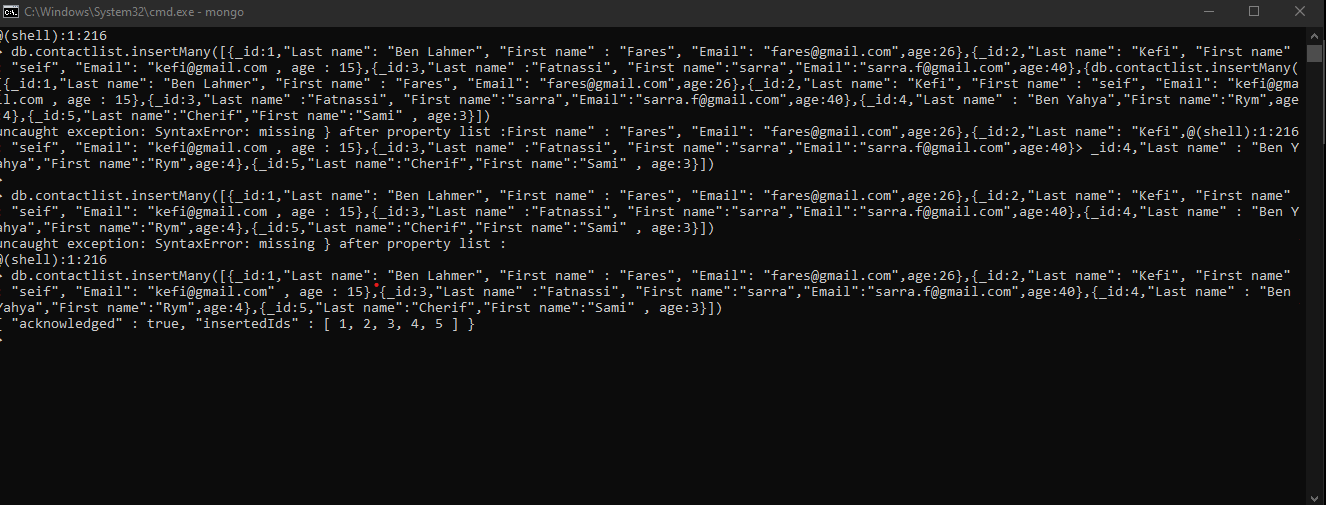 C:\Windows\System32\cmd.exe - mongo
@(shell):1:216
> db.contactlist.insertMany([{_id:1,"Last name": "Ben Lahmer", "First name" : "Fares", "Email": "fares@gmail.com",age:26},{_id:2,"Last name": "Kefi", "First name"
: "seif", "Email": "kefi@gmail.com , age : 15},{_id:3,"Last name" :"Fatnassi", "First name":"sarra","Email":"sarra.f@gmail.com",age:40},{db.contactlist.insertMany(
[{_id:1,"Last name": "Ben Lahmer", "First name" : "Fares", "Email": "fares@gmail.com",age:26},{_id:2,"Last name": "Kefi", "First name" : "seif", "Email": "kefi@gma
il.com , age : 15},{_id:3,"Last name" :"Fatnassi", "First name":"sarra","Email":"sarra.f@gmail.com",age:40},{_id:4,"Last name" : "Ben Yahya","First name":"Rym",age
:4},{_id:5,"Last name":"Cherif","First name":"Sami" , age:3}])
uncaught exception: SyntaxError: missing } after property list :First name" : "Fares", "Email": "fares@gmail.com",age:26},{_id:2,"Last name": "Kefi",@(shell):1:216
: "seif", "Email": "kefi@gmail.com , age : 15},{_id:3,"Last name" :"Fatnassi", "First name":"sarra","Email":"sarra.f@gmail.com",age:40}> _id:4,"Last name" : "Ben Y
ahya","First name":"Rym",age:4},{_id:5,"Last name":"Cherif","First name":"Sami" , age:3}])
>
> db.contactlist.insertMany([{_id:1,"Last name": "Ben Lahmer", "First name" : "Fares", "Email": "fares@gmail.com",age:26},{_id:2,"Last name": "Kefi", "First name"
: "seif", "Email": "kefi@gmail.com , age : 15},{_id:3,"Last name" :"Fatnassi", "First name":"sarra","Email":"sarra.f@gmail.com",age:40},{_id:4,"Last name" : "Ben Y
ahya","First name":"Rym",age:4},{_id:5,"Last name":"Cherif","First name":"Sami" , age:3}])
uncaught exception: SyntaxError: missing } after property list :
@(shell):1:216
> db.contactlist.insertMany([{_id:1,"Last name": "Ben Lahmer", "First name" : "Fares", "Email": "fares@gmail.com",age:26},{_id:2,"Last name": "Kefi", "First name"
: "seif", "Email": "kefi@gmail.com" , age : 15},{_id:3,"Last name" :"Fatnassi", "First name":"sarra","Email":"sarra.f@gmail.com",age:40},{_id:4,"Last name" : "Ben
Yahya","First name":"Rym",age:4},{_id:5,"Last name":"Cherif","First name":"Sami" , age:3}])
{ "acknowledged" : true, "insertedIds" : [ 1, 2, 3, 4, 5 ] }
>